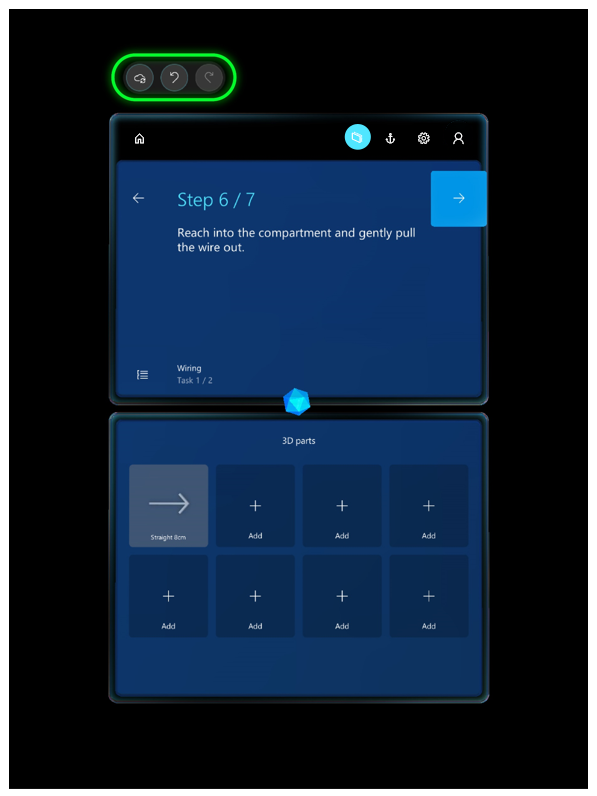 Step 6 / 7
Reach into the compartment and gently pull
the wire out.
Wiring
Task 1 / 2
3D parts
Straight 8cm
Add
Add
Add
Add
Add
Add
Add